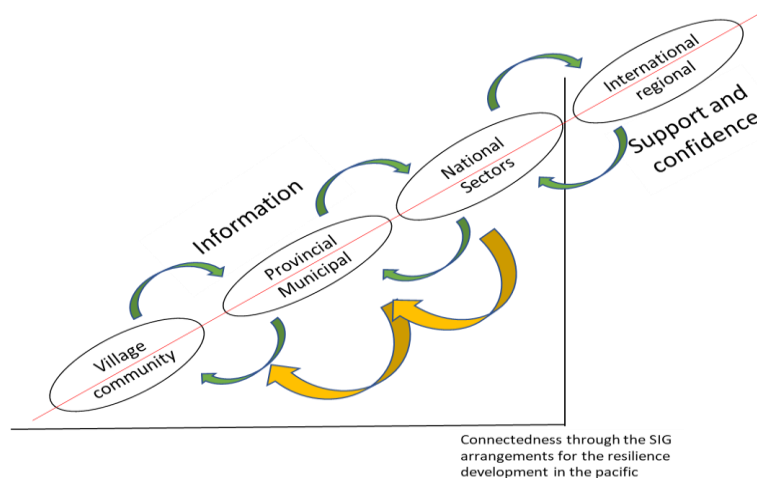 International
regional
Support and
confidence
National
Sectors
Information
Provincial
Municipal
Village
community
Connectedness through the SIG
arrangements for the resilience
development in the pacific